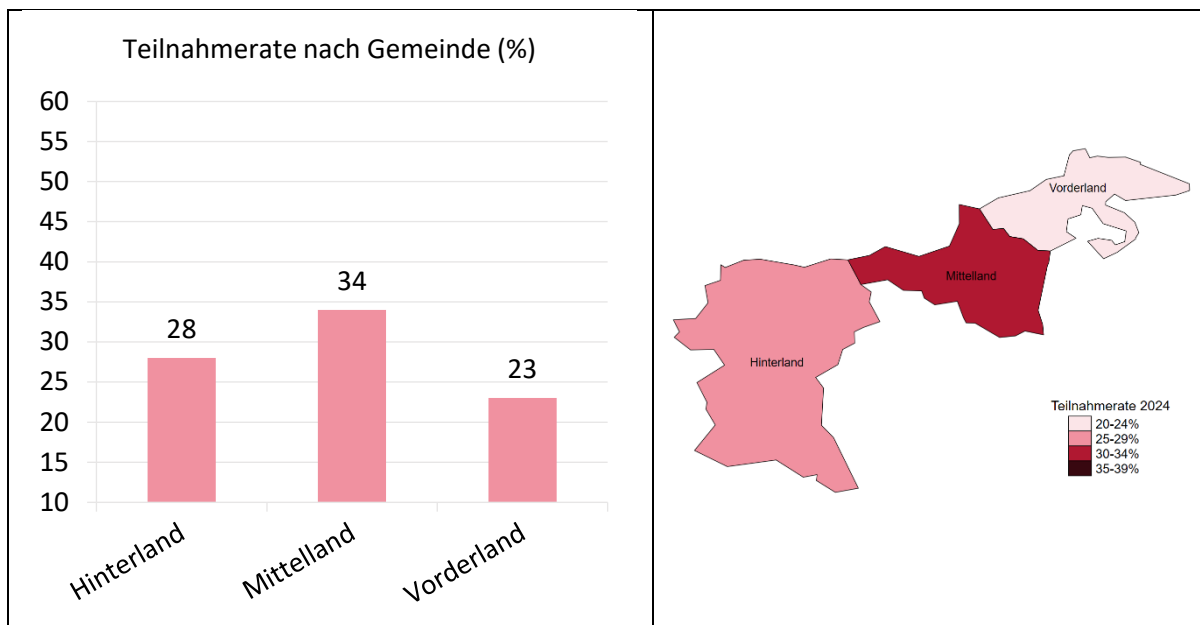 Teilnahmerate nach Gemeinde (%)
60
55
50
45
40
35
30
25
20
15
10
28
34
23
Hinterland
Mittelland
Vorderland
Vorderland
Mittelland
Hinterland
Teilnahmerate 2024
20-24%
25-29%
30-34%
35-39%